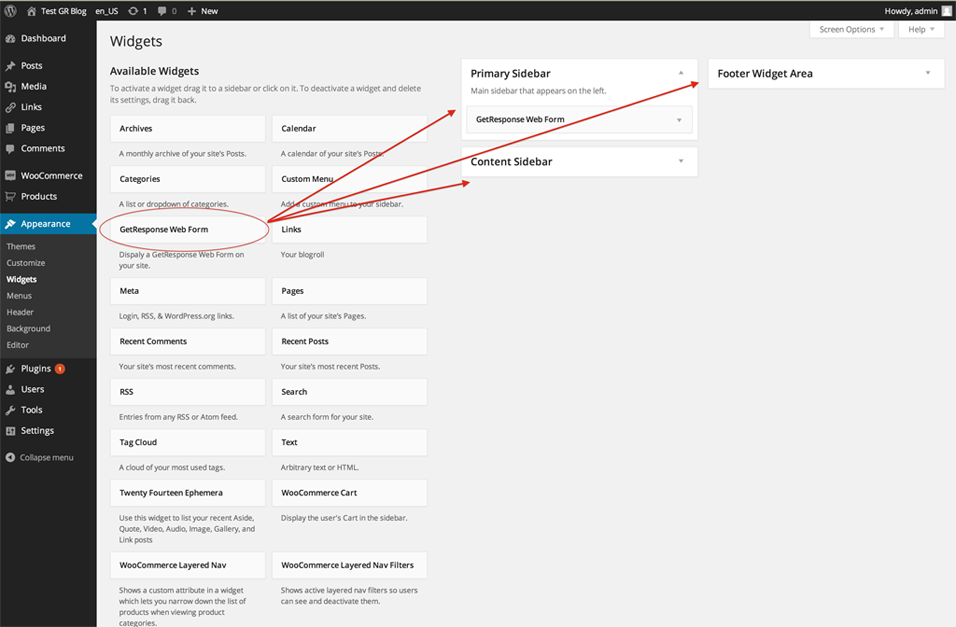 Test GR Blog en_US 1 0 + New
Howdy, admin
Screen Options
Help
Dashboard
Posts
Media
Links
Pages
Comments
WooCommerce
Products
Appearance
Themes
Customize
Widgets
Menus
Header
Background
Editor
Plugins 1
Users
Tools
Settings
Collapse menu
Widgets
Available Widgets
To activate a widget drag it to a sidebar or click on it. To deactivate a widget and delete
its settings, drag it back.
Archives
A monthly archive of your site's Posts.
Calendar
A calendar of your site's Posts.
Categories
A list or dropdown of categories.
Custom Menu
Add a custom menu to your sidebar.
GetResponse Web Form
Dispaly a GetResponse Web Form on
your site.
Links
Your blogroll
Meta
Login, RSS, & WordPress.org links.
Pages
A list of your site's Pages.
Recent Comments
Your site's most recent comments.
Recent Posts
Your site's most recent Posts.
RSS
Entries from any RSS or Atom feed.
Search
A search form for your site.
Tag Cloud
A cloud of your most used tags.
Text
Arbitrary text or HTML.
Twenty Fourteen Ephemera
Use this widget to list your recent Aside,
Quote, Video, Audio, Image, Gallery, and
Link posts
WooCommerce Cart
Display the user's Cart in the sidebar.
WooCommerce Layered Nav
Shows a custom attribute in a widget
which lets you narrow down the list of
products when viewing product
categories.
WooCommerce Layered Nav Filters
Shows active layered nav filters so users
can see and deactivate them.
Primary Sidebar
Main sidebar that appears on the left.
GetResponse Web Form
Content Sidebar
Footer Widget Area